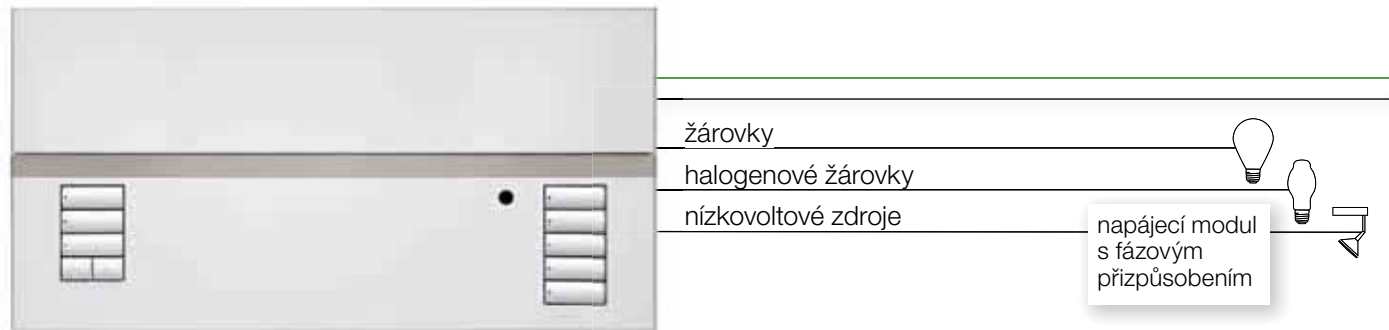 žárovky
halogenové žárovky
nízkovoltové zdroje
napájecí modul
s fázovým
přizpůsobením